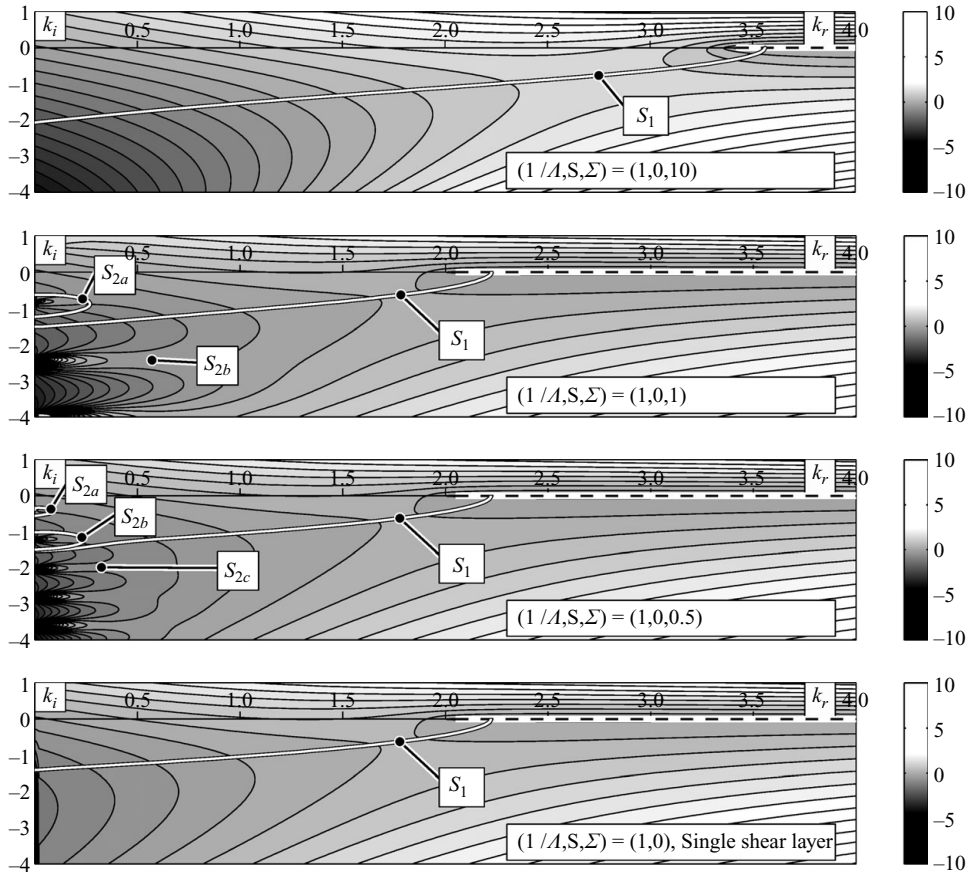 1 k_i 0.5 1.0 1.5 2.0 2.5 3.0 3.5 k_r 4.0
0
–1
–2
–3
–4
S_1
(1/Λ,S,Σ) = (1,0,10)
10
5
0
–5
–10
1 k_i 0.5 1.0 1.5 2.0 2.5 3.0 3.5 k_r 4.0
0
–1
–2
–3
–4
S_2a
S_1
S_2b
(1/Λ,S,Σ) = (1,0,1)
10
5
0
–5
–10
1 k_i 0.5 1.0 1.5 2.0 2.5 3.0 3.5 k_r 4.0
0
–1
–2
–3
–4
S_2a
S_2b
S_2c
S_1
(1/Λ,S,Σ) = (1,0,0.5)
10
5
0
–5
–10
1 k_i 0.5 1.0 1.5 2.0 2.5 3.0 3.5 k_r 4.0
0
–1
–2
–3
–4
S_1
(1/Λ,S,Σ) = (1,0), Single shear layer
10
5
0
–5
–10